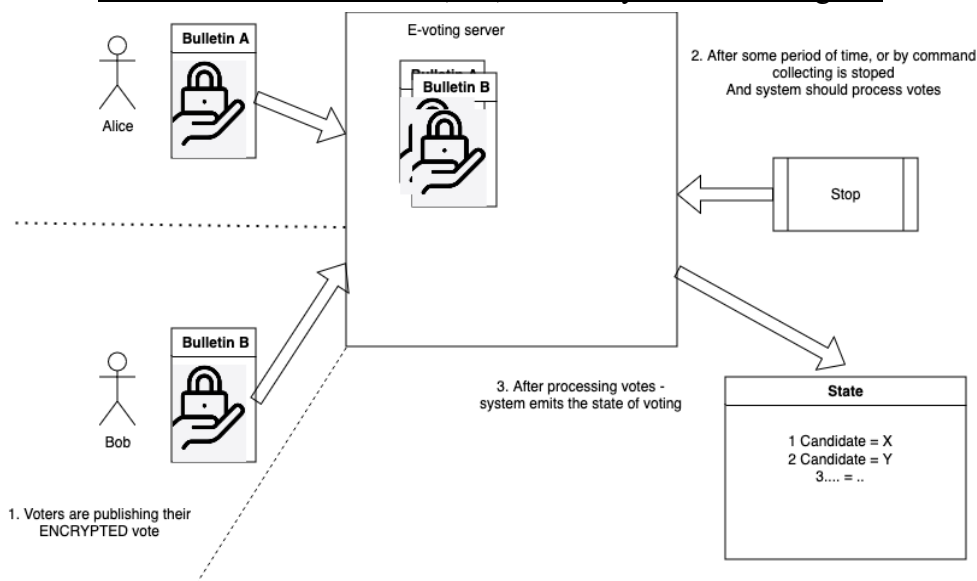 E-voting server
Bulletin A
Alice
Bulletin B
2. After some period of time, or by command
collecting is stoped
And system should process votes
Stop
Bulletin B
Bob
3. After processing votes -
system emits the state of voting
State
1 Candidate = X
2 Candidate = Y
3.... = ..
1. Voters are publishing their
ENCRYPTED vote